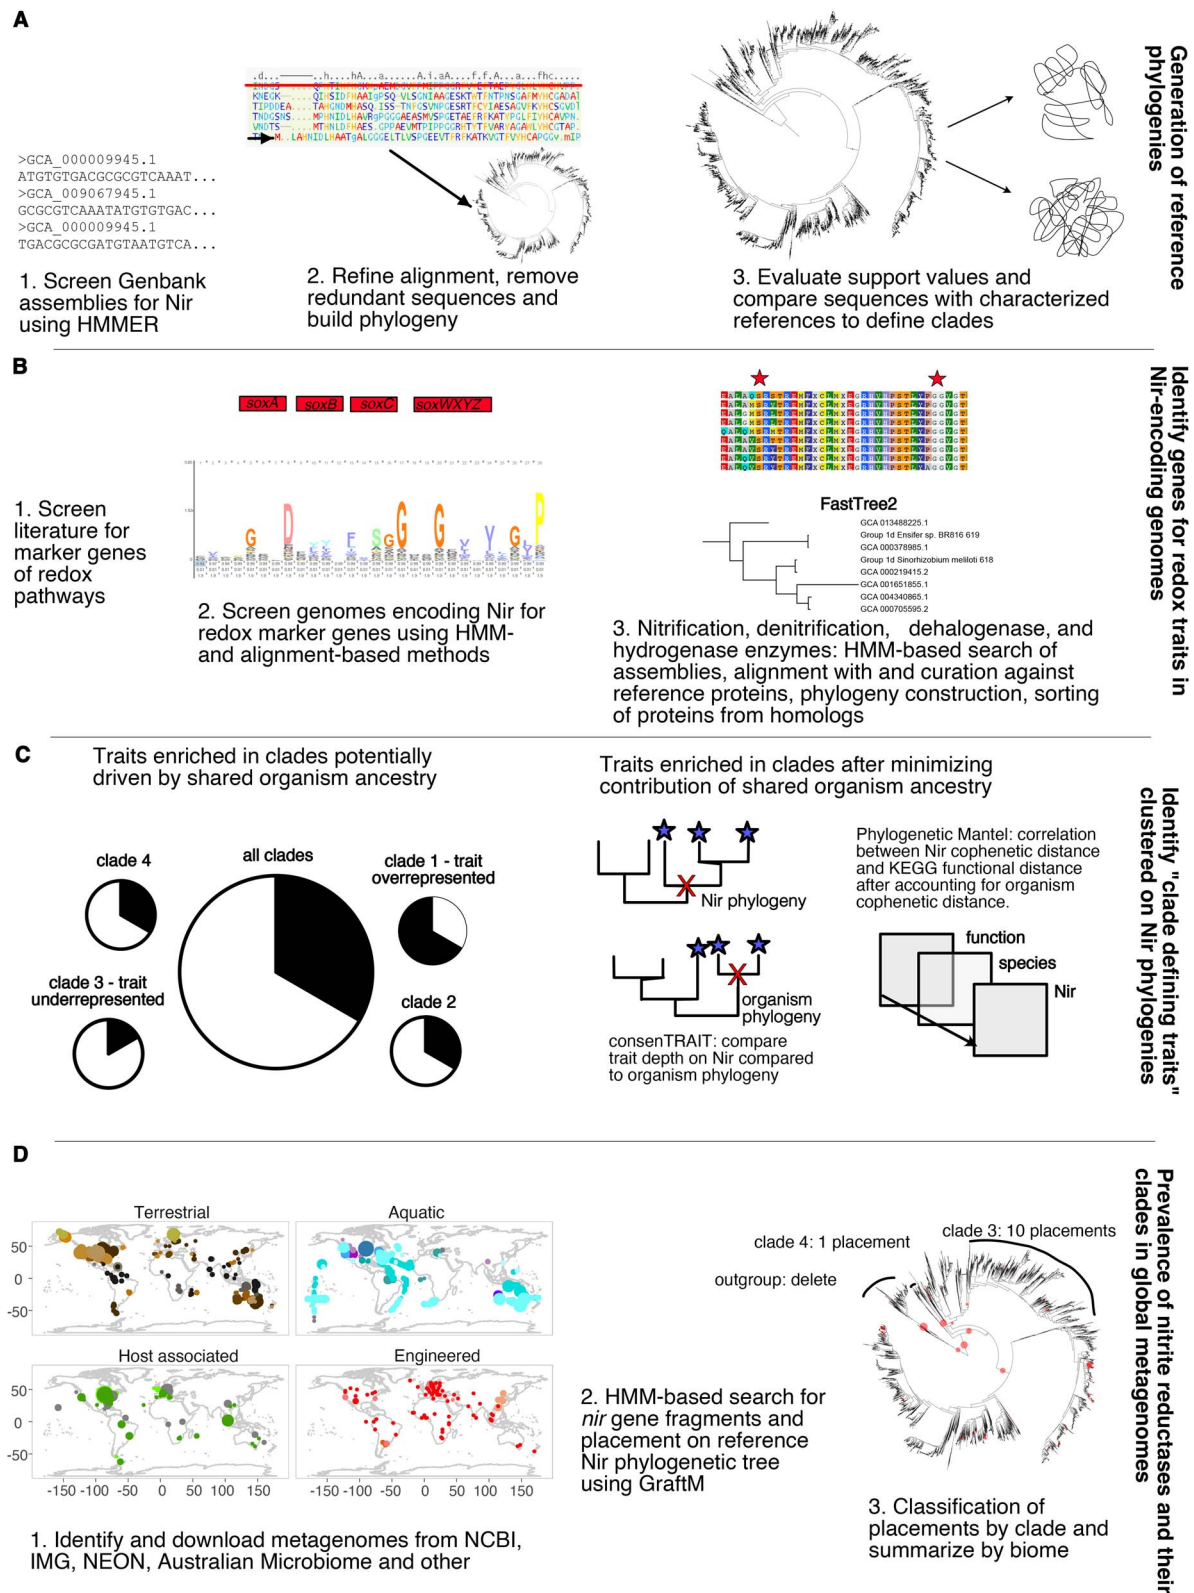 A
Generation of reference
phylogenies
>GCA_000009945.1
ATGTGTGACGCGCGTCAAAT...
>GCA_009067945.1
GCGCGTCAAATATGTGTGAC...
>GCA_000009945.1
TGACGCGCGATGTAATGTCA...
1. Screen Genbank
assemblies for Nir
using HMMER
2. Refine alignment, remove
redundant sequences and
build phylogeny
3. Evaluate support values and
compare sequences with characterized
references to define clades
B
Identify genes for redox traits in
Nir-encoding genomes
soxA
soxB
soxC
soxWXYZ
1. Screen
literature for
marker genes
of redox
pathways
2. Screen genomes encoding Nir for
redox marker genes using HMM-
and alignment-based methods
FastTree2
GCA 013488225.1
Group 1d Ensifer sp. BR816 619
GCA 000378985.1
Group 1d Sinorhizobium meliloti 618
GCA 000219415.2
GCA 001651855.1
GCA 004340865.1
GCA 000705595.2
3. Nitrification, denitrification, dehalogenase, and
hydrogenase enzymes: HMM-based search of
assemblies, alignment with and curation against
reference proteins, phylogeny construction, sorting
of proteins from homologs
C
Identify "clade defining traits"
clustered on Nir phylogenies
Traits enriched in clades potentially
driven by shared organism ancestry
clade 4
all clades
clade 1 - trait
overrepresented
clade 3 - trait
underrepresented
clade 2
Traits enriched in clades after minimizing
contribution of shared organism ancestry
Nir phylogeny
organism
phylogeny
consenTRAIT: compare
trait depth on Nir compared
to organism phylogeny
Phylogenetic Mantel: correlation
between Nir cophenetic distance
and KEGG functional distance
after accounting for organism
cophenetic distance.
function
species
Nir
D
Prevalence of nitrite reductases and their
clades in global metagenomes
Terrestrial
Aquatic
50
0
-50
Host associated
Engineered
50
0
-50
-150 -100 -50 0 50 100 150
-150 -100 -50 0 50 100 150
1. Identify and download metagenomes from NCBI,
IMG, NEON, Australian Microbiome and other
2. HMM-based search for
nir gene fragments and
placement on reference
Nir phylogenetic tree
using GraftM
clade 4: 1 placement
clade 3: 10 placements
outgroup: delete
3. Classification of
placements by clade and
summarize by biome